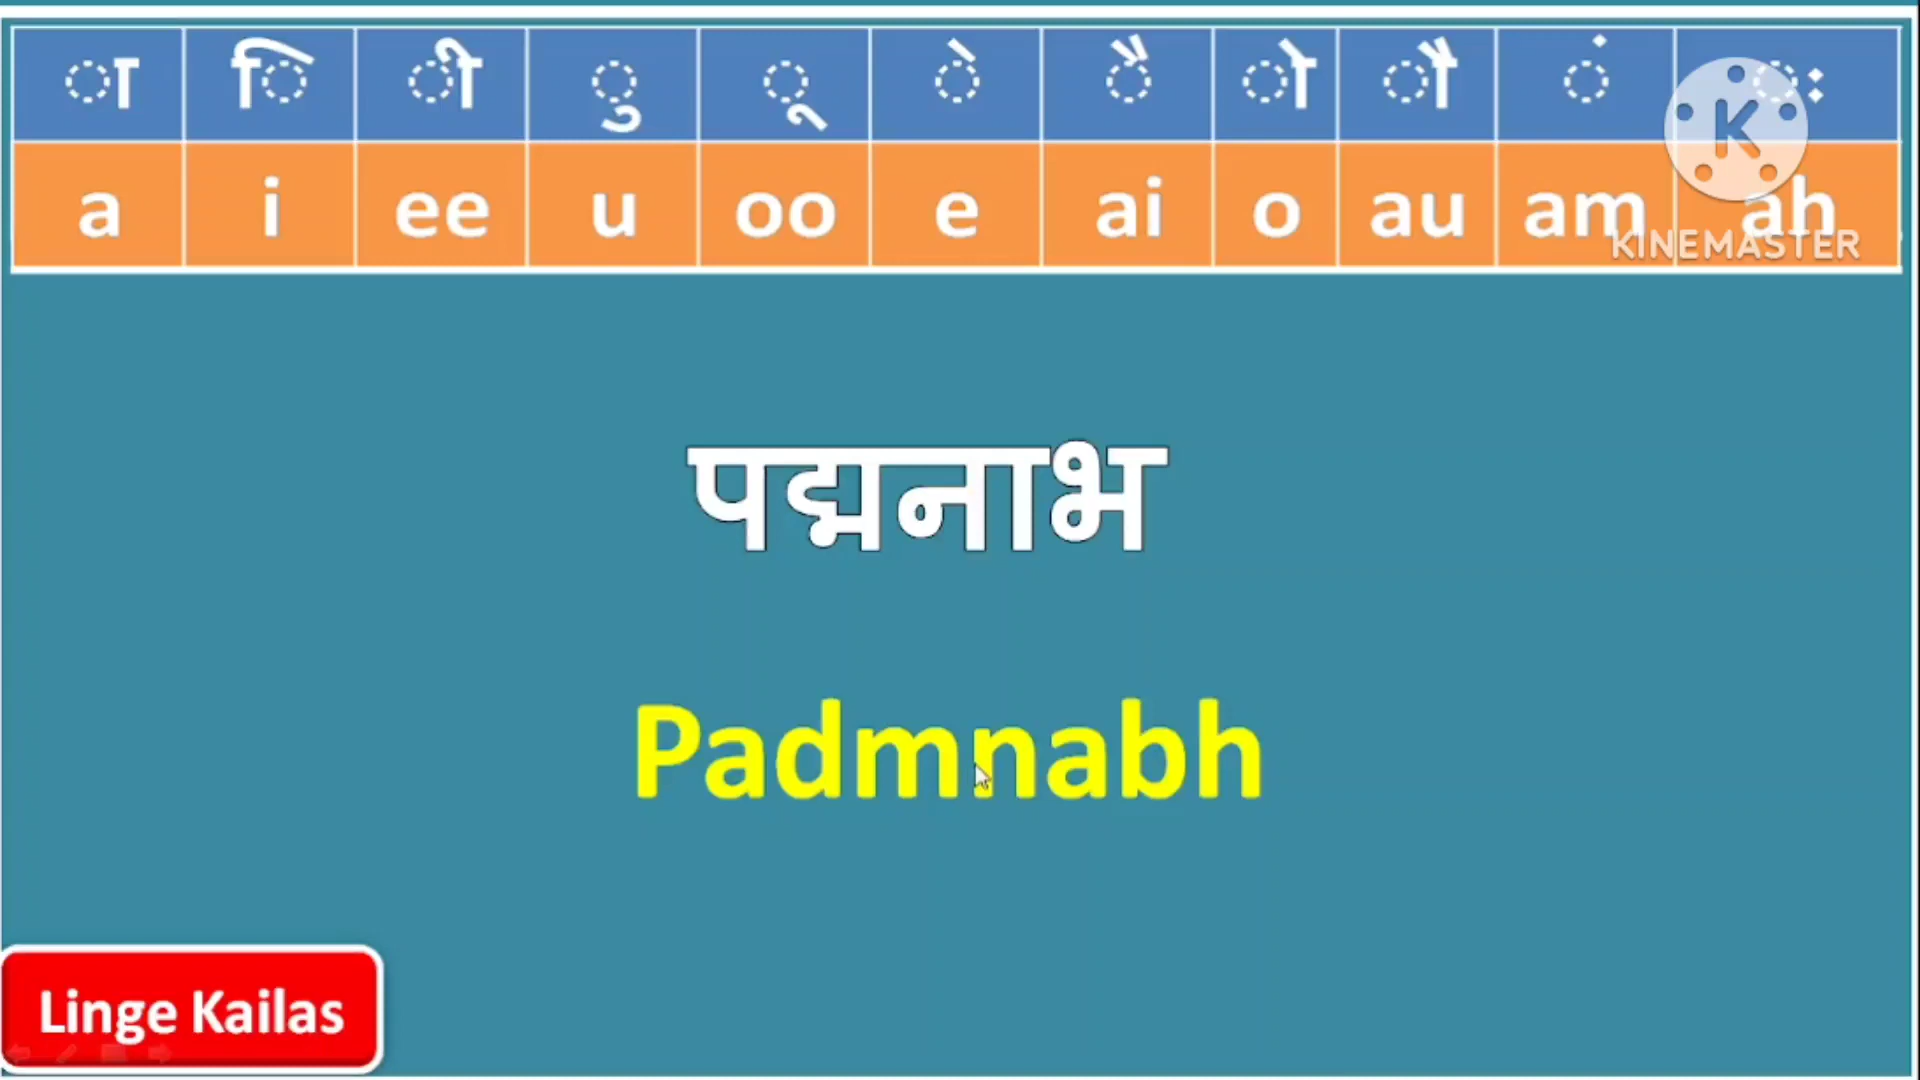 ा ि ी ु ू े ै ो ौ ं ः
a i ee u oo e ai o au am ah
K
KINEMASTER
पद्मनाभ
Padmnabh
Linge Kailas